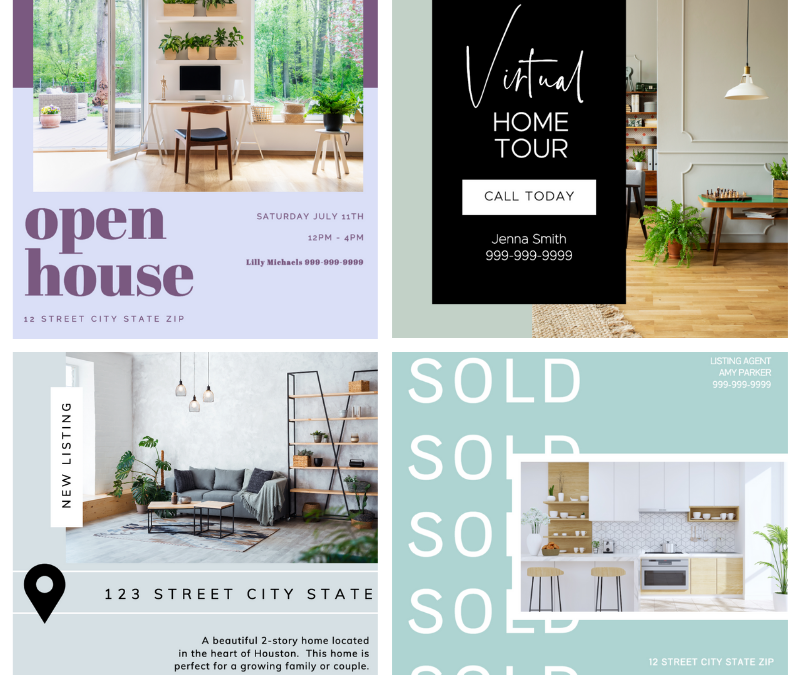 open
house
SATURDAY JULY 11TH
12PM - 4PM
Lilly Michaels 999-999-9999
12 STREET CITY STATE ZIP
Virtual
HOME
TOUR
CALL TODAY
Jenna Smith
999-999-9999
NEW LISTING
123 STREET CITY STATE
A beautiful 2-story home located
in the heart of Houston. This home is
perfect for a growing family or couple.
SOLD
LISTING AGENT
AMY PARKER
999-999-9999
SOLD
SOLD
SOLD
SOLD
12 STREET CITY STATE ZIP